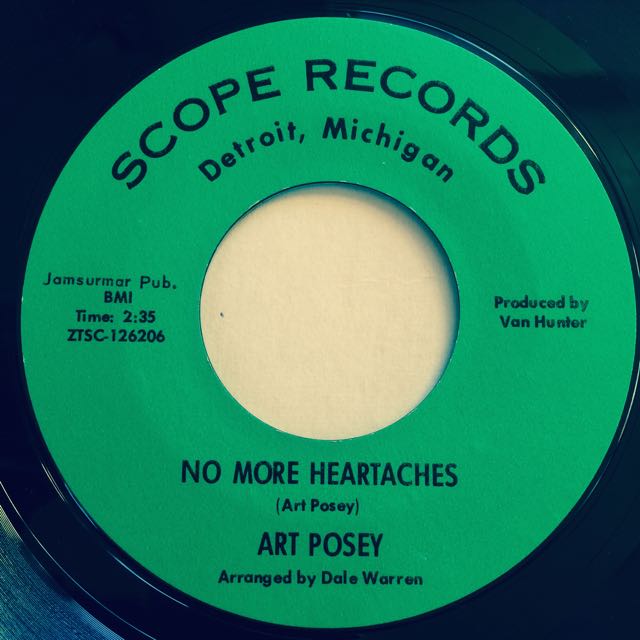 SCOPE RECORDS
Detroit, Michigan
Jamsurmar Pub.
BMI
Time: 2:35
ZTSC-126206
Produced by
Van Hunter
NO MORE HEARTACHES
(Art Posey)
ART POSEY
Arranged by Dale Warren